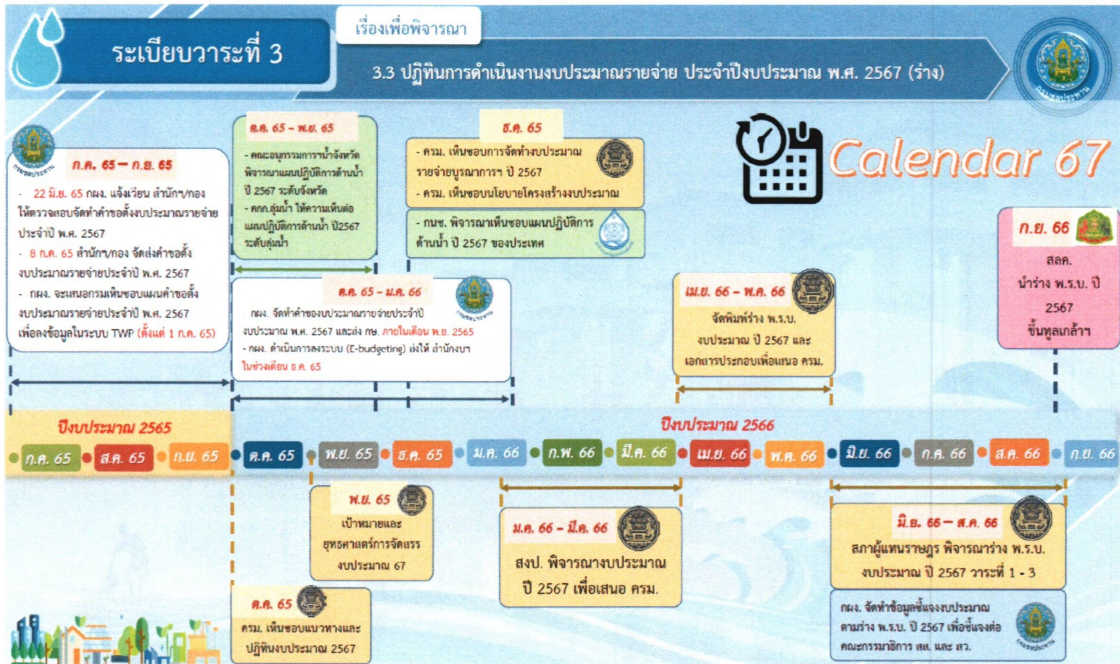 ระเบียบวาระที่ 3
เรื่องเพื่อพิจารณา
3.3 ปฏิทินการดำเนินงานงบประมาณรายจ่าย ประจำปีงบประมาณ พ.ศ. 2567 (ร่าง)
กรมชลประทาน
Calendar 67
กรมชลประทาน
ก.ค. 65 – ก.ย. 65
- 22 มิ.ย. 65 กผง. แจ้งเวียน สำนักฯ/กอง
ให้ตรวจสอบจัดทำคำขอตั้งงบประมาณรายจ่าย
ประจำปี พ.ศ. 2567
- 8 ก.ค. 65 สำนักฯ/กอง จัดส่งคำขอตั้ง
งบประมาณรายจ่ายประจำปี พ.ศ. 2567
- กผง. จะเสนอกรมเห็นชอบแผนคำขอตั้ง
งบประมาณรายจ่ายประจำปี พ.ศ. 2567
เพื่อลงข้อมูลในระบบ TWP (ตั้งแต่ 1 ก.ค. 65)
ต.ค. 65 – พ.ย. 65
- คณะอนุกรรมการฯน้ำจังหวัด
พิจารณาแผนปฏิบัติการด้านน้ำ
ปี 2567 ระดับจังหวัด
- คกก.ลุ่มน้ำ ให้ความเห็นต่อ
แผนปฏิบัติการด้านน้ำ ปี2567
ระดับลุ่มน้ำ
ธ.ค. 65
- ครม. เห็นชอบการจัดทำงบประมาณ
รายจ่ายบูรณาการฯ ปี 2567
- ครม. เห็นชอบนโยบายโครงสร้างงบประมาณ
- กนช. พิจารณาเห็นชอบแผนปฏิบัติการ
ด้านน้ำ ปี 2567 ของประเทศ
ต.ค. 65 – ม.ค. 66
- กผง. จัดทำคำของบประมาณรายจ่ายประจำปี
งบประมาณ พ.ศ. 2567 และส่ง กษ. ภายในเดือน พ.ย. 2565
- กผง. ดำเนินการลงระบบ (E-budgeting) ส่งให้ สำนักงบฯ
ในช่วงเดือน ธ.ค. 65
เม.ย. 66 – พ.ค. 66
จัดพิมพ์ร่าง พ.ร.บ.
งบประมาณ ปี 2567 และ
เอกสารประกอบเพื่อเสนอ ครม.
ก.ย. 66
สลค.
นำร่าง พ.ร.บ. ปี
2567
ขึ้นทูลเกล้าฯ
ปีงบประมาณ 2565
ปีงบประมาณ 2566
ก.ค. 65 ส.ค. 65 ก.ย. 65 ต.ค. 65 พ.ย. 65 ธ.ค. 65 ม.ค. 66 ก.พ. 66 มี.ค. 66 เม.ย. 66 พ.ค. 66 มิ.ย. 66 ก.ค. 66 ส.ค. 66 ก.ย. 66
พ.ย. 65
เป้าหมายและ
ยุทธศาสตร์การจัดสรร
งบประมาณ 67
ต.ค. 65
ครม. เห็นชอบแนวทางและ
ปฏิทินงบประมาณ 2567
ม.ค. 66 – มี.ค. 66
สงป. พิจารณางบประมาณ
ปี 2567 เพื่อเสนอ ครม.
มิ.ย. 66 – ส.ค. 66
สภาผู้แทนราษฎร พิจารณาร่าง พ.ร.บ.
งบประมาณ ปี 2567 วาระที่ 1 - 3
กผง. จัดทำข้อมูลชี้แจงงบประมาณ
ตามร่าง พ.ร.บ. ปี 2567 เพื่อชี้แจงต่อ
คณะกรรมาธิการ สส. และ สว.
กรมชลประทาน